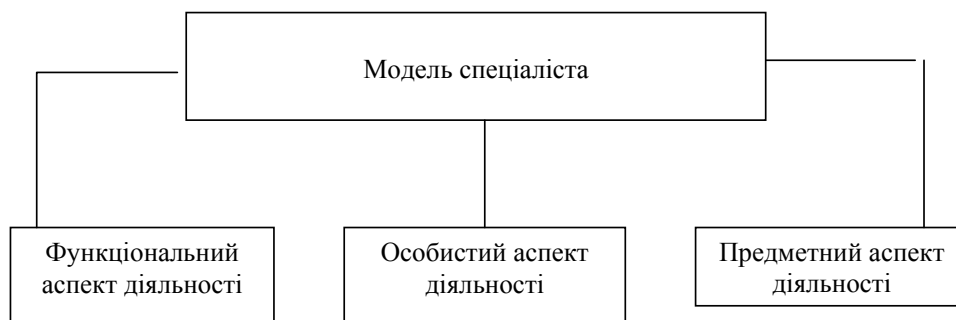 Модель спеціаліста
Функціональний
аспект діяльності
Особистий аспект
діяльності
Предметний аспект
діяльності